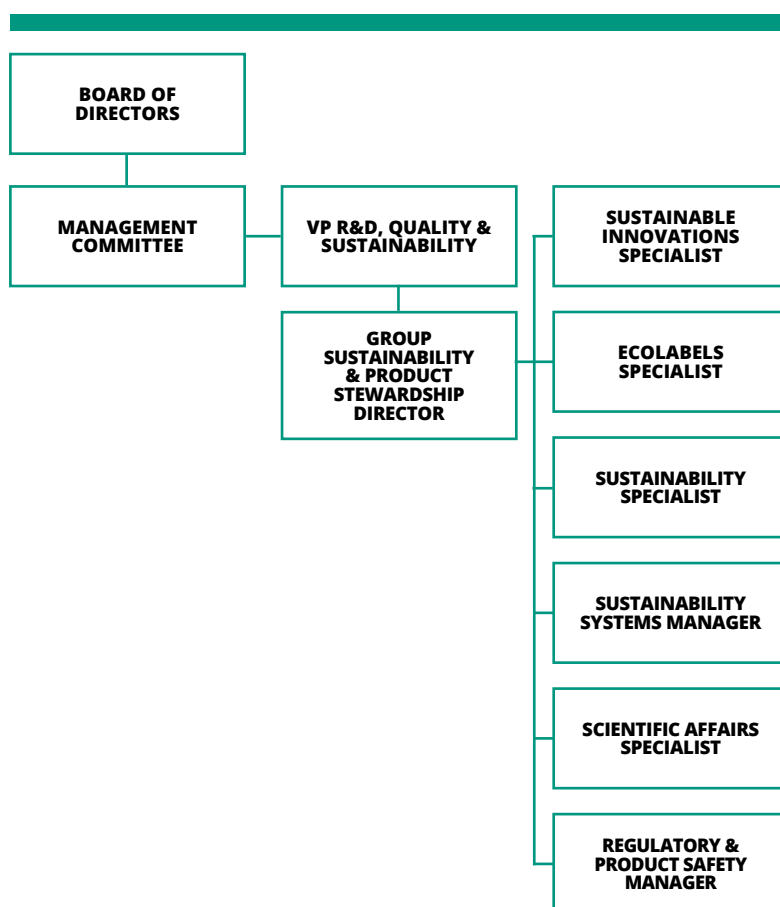 BOARD OF
DIRECTORS
MANAGEMENT
COMMITTEE
VP R&D, QUALITY &
SUSTAINABILITY
GROUP
SUSTAINABILITY
& PRODUCT
STEWARDSHIP
DIRECTOR
SUSTAINABLE
INNOVATIONS
SPECIALIST
ECOLABELS
SPECIALIST
SUSTAINABILITY
SPECIALIST
SUSTAINABILITY
SYSTEMS MANAGER
SCIENTIFIC AFFAIRS
SPECIALIST
REGULATORY &
PRODUCT SAFETY
MANAGER